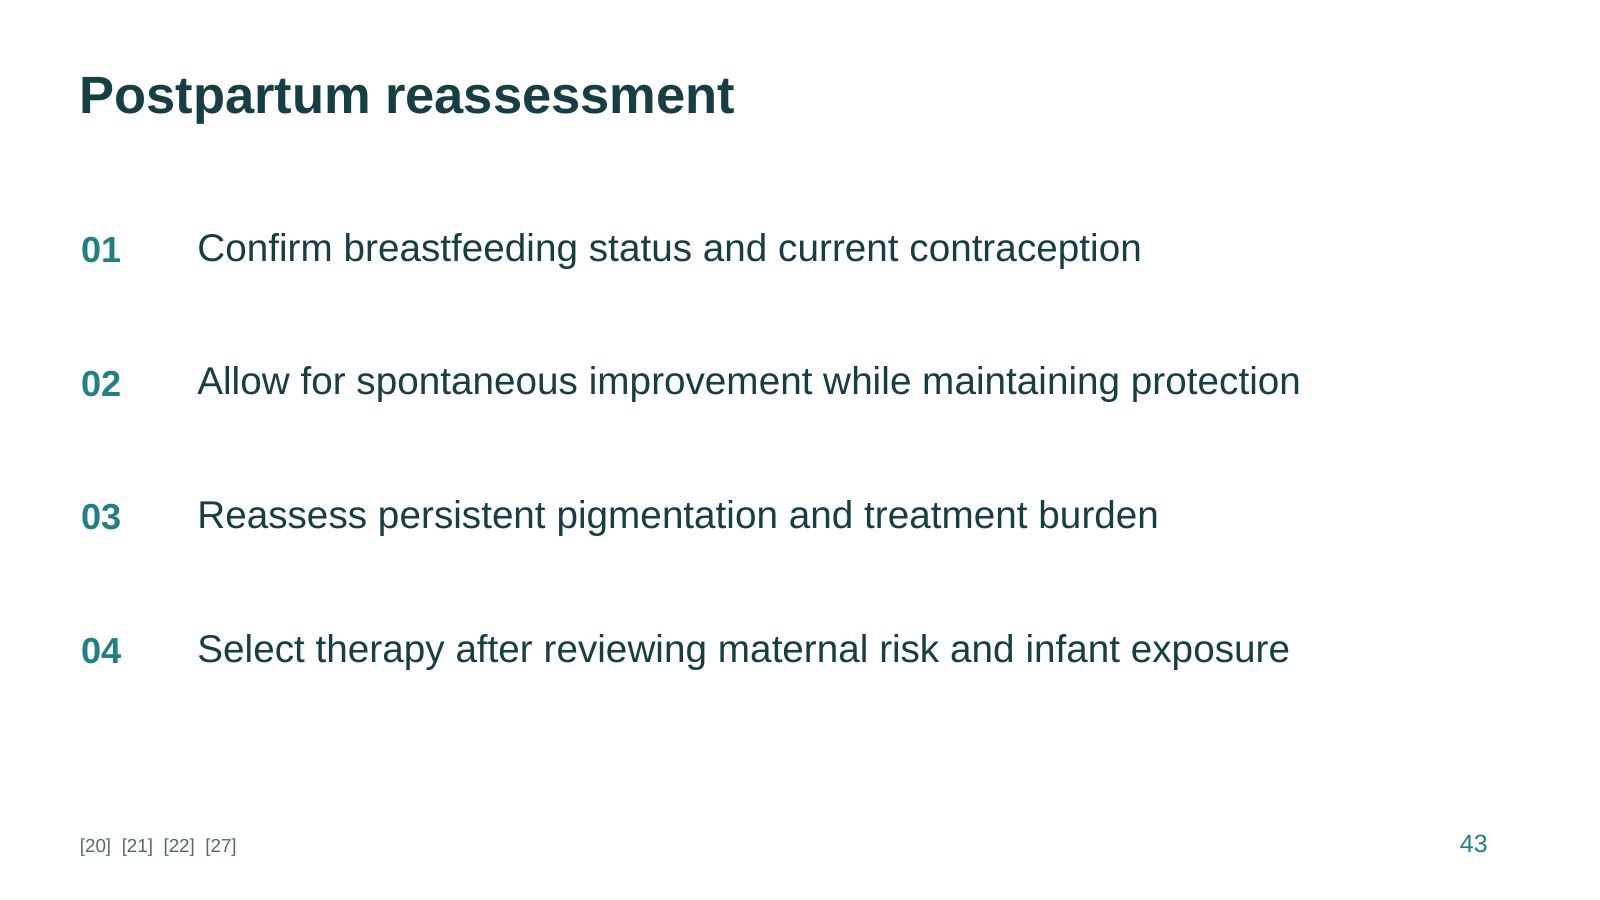 Postpartum reassessment
01 Confirm breastfeeding status and current contraception
02 Allow for spontaneous improvement while maintaining protection
03 Reassess persistent pigmentation and treatment burden
04 Select therapy after reviewing maternal risk and infant exposure
[20] [21] [22] [27] 43